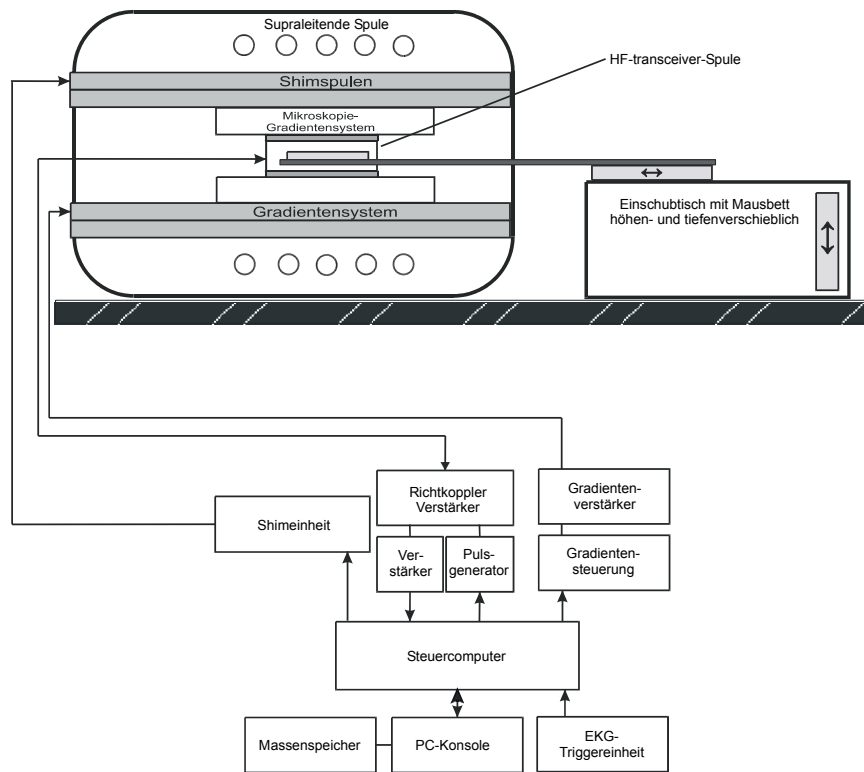 Supraleitende Spule
HF-transceiver-Spule
Shimspulen
Mikroskopie-
Gradientensystem
Einschubtisch mit Mausbett
höhen- und tiefenverschieblich
Gradientensystem
Richtkoppler
Verstärker
Gradienten-
verstärker
Shimeinheit
Ver-
stärker
Puls-
generator
Gradienten-
steuerung
Steuercomputer
Massenspeicher
PC-Konsole
EKG-
Triggereinheit